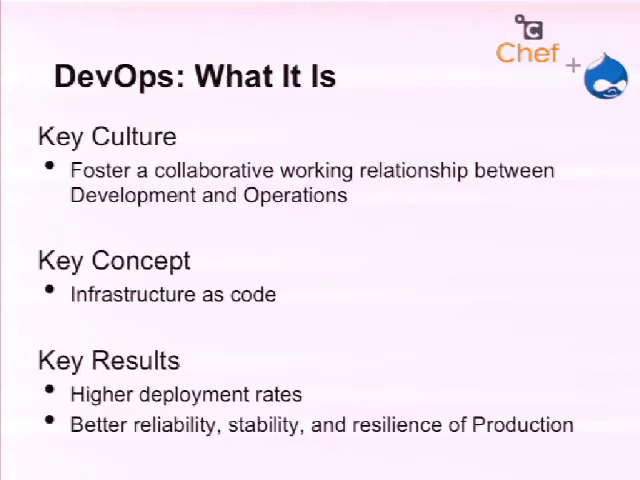 Chef
+
DevOps: What It Is
Key Culture
• Foster a collaborative working relationship between
Development and Operations
Key Concept
• Infrastructure as code
Key Results
• Higher deployment rates
• Better reliability, stability, and resilience of Production